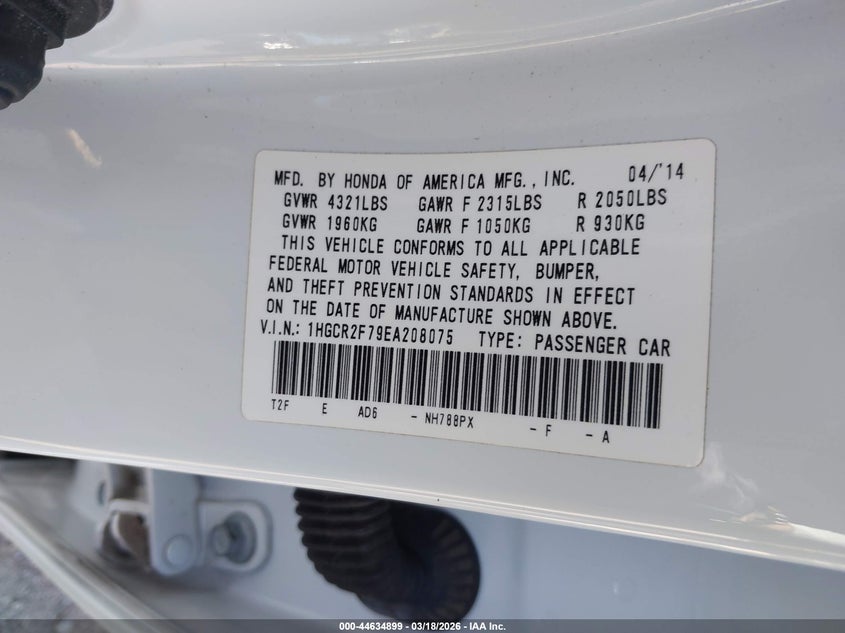 MFD. BY HONDA OF AMERICA MFG., INC. 04/'14
GVWR 4321LBS GAWR F 2315LBS R 2050LBS
GVWR 1960KG GAWR F 1050KG R 930KG
THIS VEHICLE CONFORMS TO ALL APPLICABLE
FEDERAL MOTOR VEHICLE SAFETY, BUMPER,
AND THEFT PREVENTION STANDARDS IN EFFECT
ON THE DATE OF MANUFACTURE SHOWN ABOVE.
V.I.N.: 1HGCR2F79EA208075 TYPE: PASSENGER CAR
T2F E AD6 - NH788PX - F - A
000-44634899 - 03/18/2026 - IAA Inc.